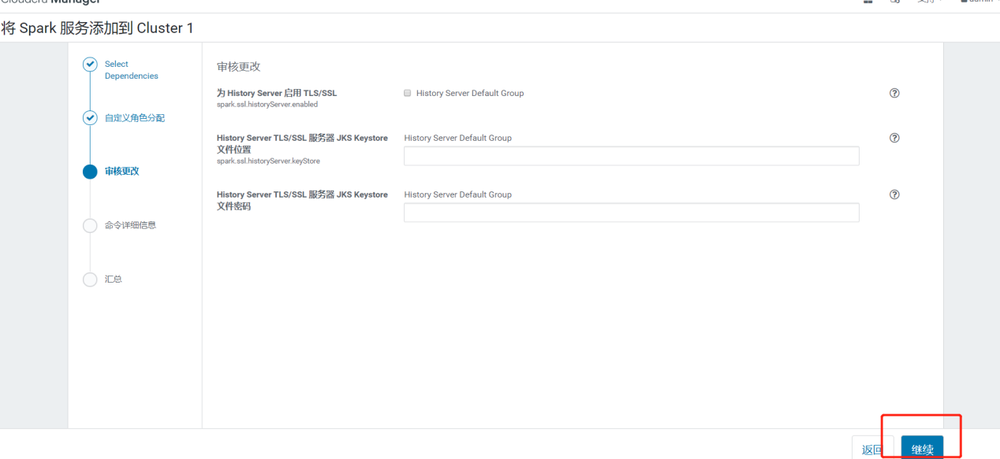 Cloudera Manager
支持
admin
将 Spark 服务添加到 Cluster 1
Select
Dependencies
自定义角色分配
审核更改
命令详细信息
汇总
审核更改
为 History Server 启用 TLS/SSL
spark.ssl.historyServer.enabled
History Server Default Group
History Server TLS/SSL 服务器 JKS Keystore
文件位置
spark.ssl.historyServer.keyStore
History Server Default Group
History Server TLS/SSL 服务器 JKS Keystore
文件密码
History Server Default Group
返回
继续